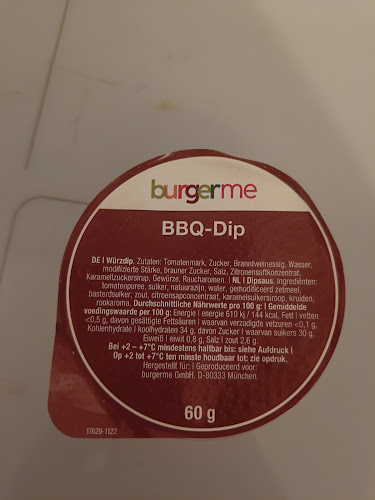 burgerme
BBQ-Dip
DE | Würzdip. Zutaten: Tomatenmark, Zucker, Branntweinessig, Wasser,
modifizierte Stärke, brauner Zucker, Salz, Zitronensaftkonzentrat,
Karamellzuckersirup, Gewürze, Raucharomen. | NL | Dipsaus. Ingrediënten:
tomatenpuree, suiker, natuurazijn, water, gemodificeerd zetmeel,
basterdsuiker, zout, citroensapconcentraat, karamelsuikersiroop, kruiden,
rookaroma. Durchschnittliche Nährwerte pro 100 g: | Gemiddelde
voedingswaarde per 100 g: Energie | energie 610 kJ / 144 kcal, Fett | vetten
<0,5 g, davon gesättigte Fettsäuren | waarvan verzadigde vetzuren <0,1 g,
Kohlenhydrate | koolhydraten 34 g, davon Zucker | waarvan suikers 30 g,
Eiweiß | eiwit 0,8 g, Salz | zout 2,6 g.
Bei +2 – +7°C mindestens haltbar bis: siehe Aufdruck |
Op +2 tot +7°C ten minste houdbaar tot: zie opdruk.
Hergestellt für: | Geproduceerd voor:
burgerme GmbH, D-80333 München.
60 g
17629-1122